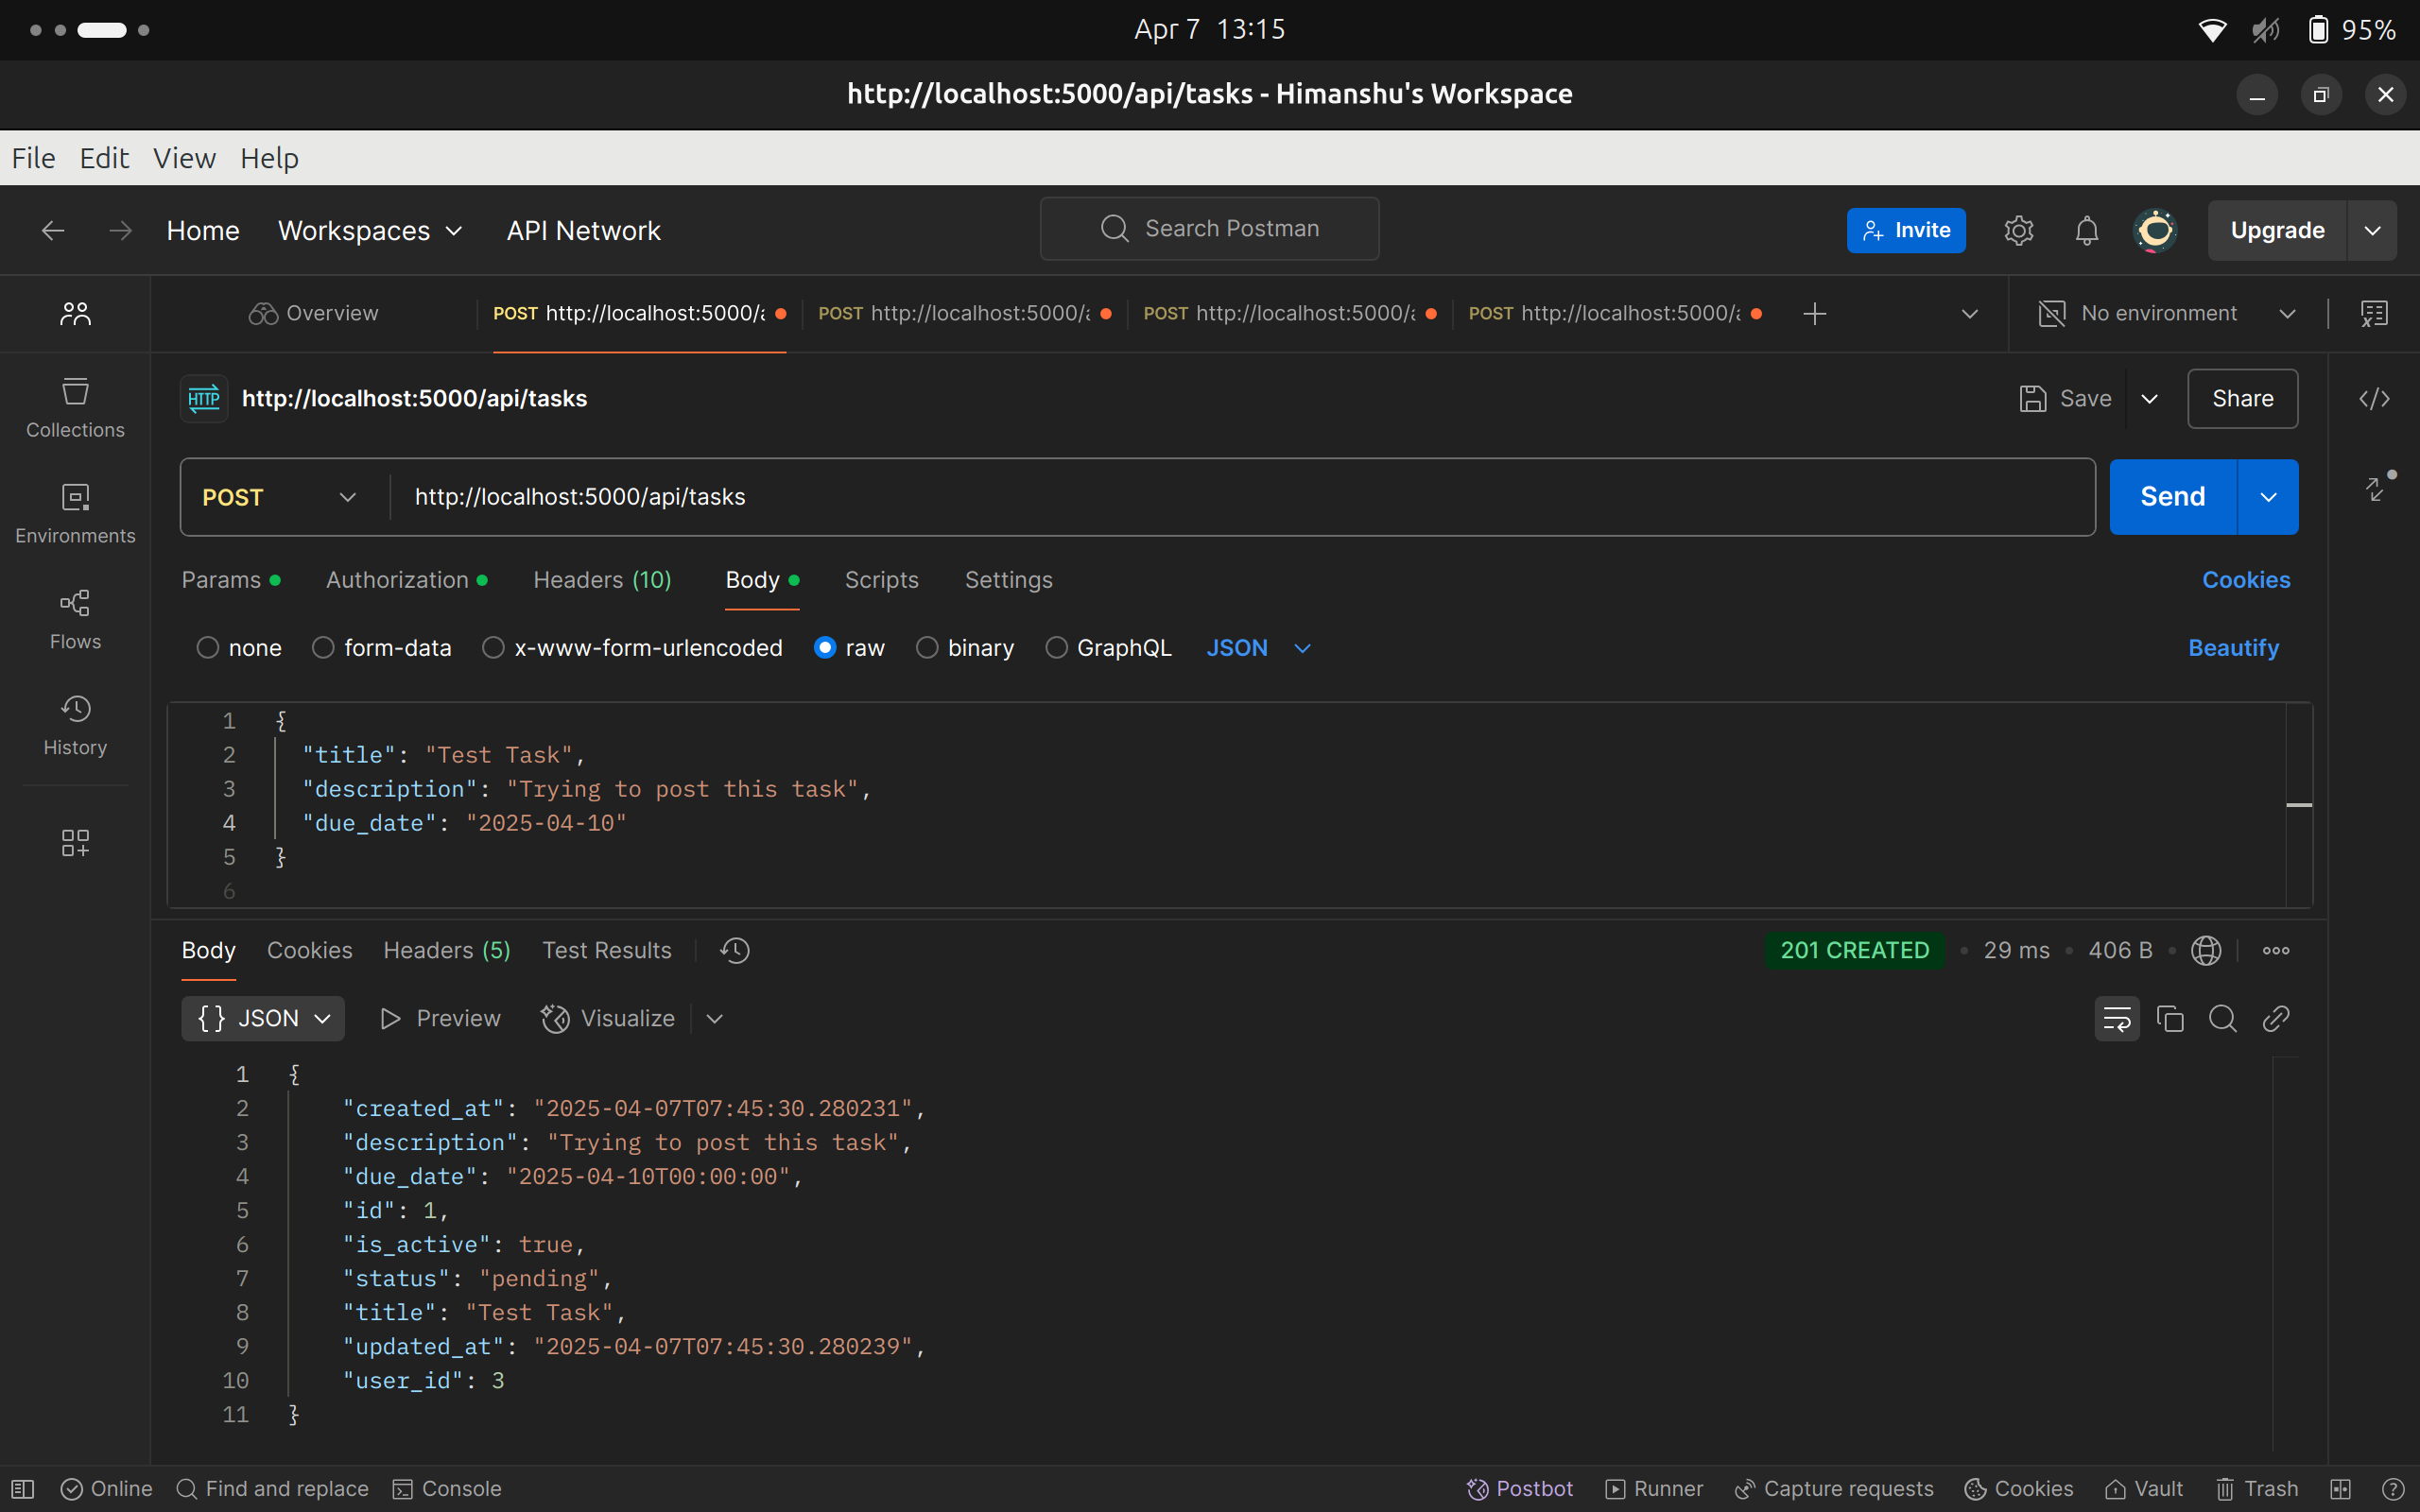 Apr 7 13:15
95%
http://localhost:5000/api/tasks - Himanshu's Workspace
File Edit View Help
Home Workspaces API Network Search Postman Invite Upgrade
Overview POST http://localhost:5000/a POST http://localhost:5000/a POST http://localhost:5000/a POST http://localhost:5000/a No environment
HTTP http://localhost:5000/api/tasks Save Share
Collections
POST http://localhost:5000/api/tasks Send
Environments
Params Authorization Headers (10) Body Scripts Settings Cookies
Flows
none form-data x-www-form-urlencoded raw binary GraphQL JSON Beautify
History
1 {
2 "title": "Test Task",
3 "description": "Trying to post this task",
4 "due_date": "2025-04-10"
5 }
6
Body Cookies Headers (5) Test Results 201 CREATED 29 ms 406 B
{} JSON Preview Visualize
1 {
2 "created_at": "2025-04-07T07:45:30.280231",
3 "description": "Trying to post this task",
4 "due_date": "2025-04-10T00:00:00",
5 "id": 1,
6 "is_active": true,
7 "status": "pending",
8 "title": "Test Task",
9 "updated_at": "2025-04-07T07:45:30.280239",
10 "user_id": 3
11 }
Online Find and replace Console Postbot Runner Capture requests Cookies Vault Trash